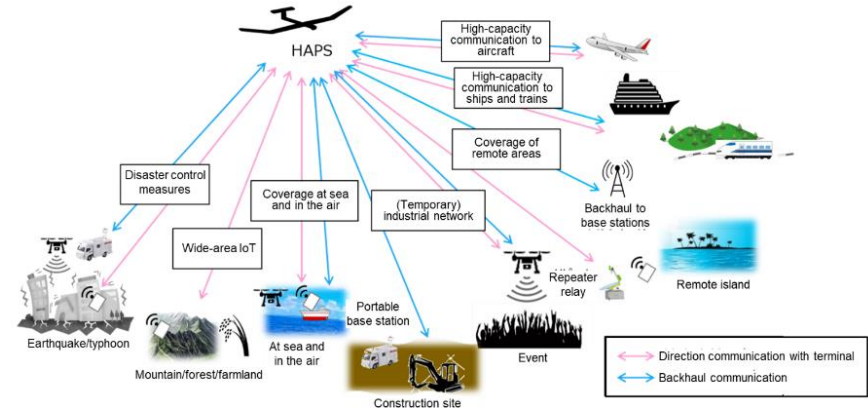 HAPS
High-capacity
communication to
aircraft
High-capacity
communication to
ships and trains
Coverage of
remote areas
Disaster control
measures
Coverage at sea
and in the air
(Temporary)
industrial network
Wide-area IoT
Backhaul to
base stations
Repeater
relay
Remote island
Portable
base station
Earthquake/typhoon
At sea and
in the air
Mountain/forest/farmland
Event
Construction site
Direction communication with terminal
Backhaul communication